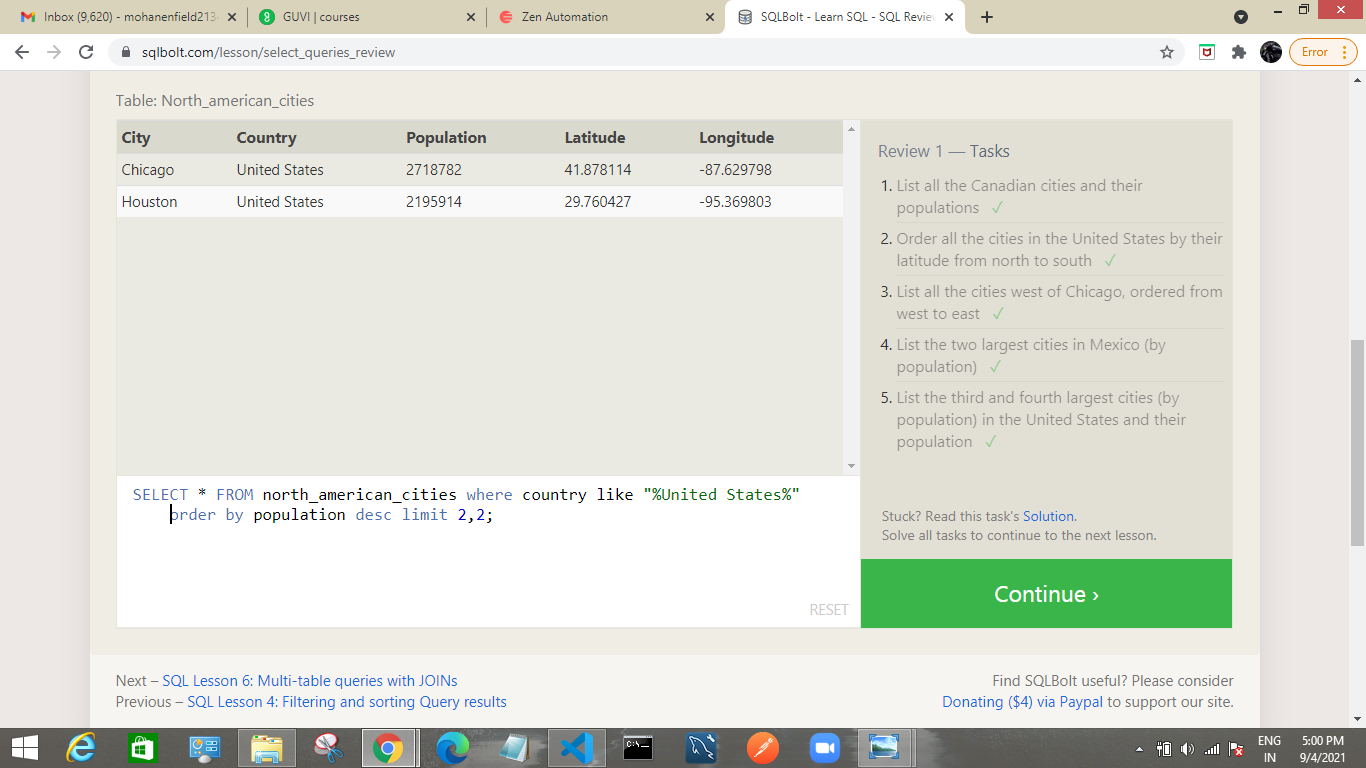 Inbox (9,620) - mohanenfield213
GUVI | courses
Zen Automation
SQLBolt - Learn SQL - SQL Review
sqlbolt.com/lesson/select_queries_review
Error
Table: North_american_cities
City Country Population Latitude Longitude
Chicago United States 2718782 41.878114 -87.629798
Houston United States 2195914 29.760427 -95.369803
Review 1 — Tasks
1. List all the Canadian cities and their
populations ✓
2. Order all the cities in the United States by their
latitude from north to south ✓
3. List all the cities west of Chicago, ordered from
west to east ✓
4. List the two largest cities in Mexico (by
population) ✓
5. List the third and fourth largest cities (by
population) in the United States and their
population ✓
SELECT * FROM north_american_cities where country like "%United States%"
order by population desc limit 2,2;
RESET
Stuck? Read this task's Solution.
Solve all tasks to continue to the next lesson.
Continue ›
Next – SQL Lesson 6: Multi-table queries with JOINs
Previous – SQL Lesson 4: Filtering and sorting Query results
Find SQLBolt useful? Please consider
Donating ($4) via Paypal to support our site.
ENG
IN
5:00 PM
9/4/2021